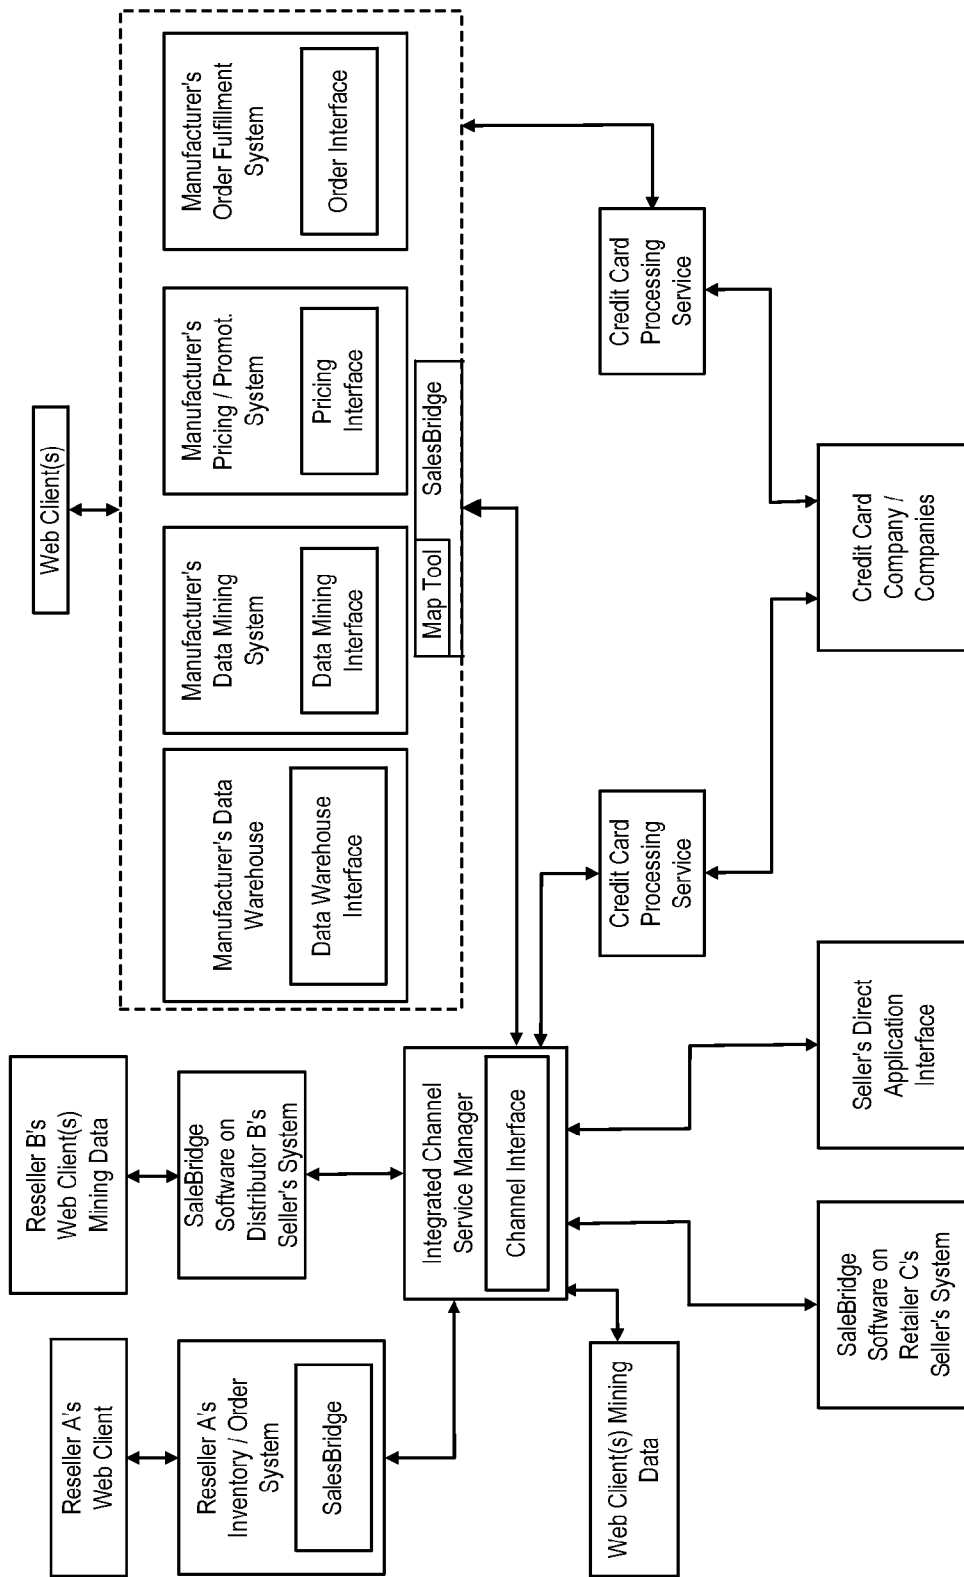 Reseller A's
Web Client
Reseller B's
Web Client(s)
Mining Data
Web Client(s)
Reseller A's
Inventory / Order
System
SalesBridge
SaleBridge
Software on
Distributor B's
Seller's System
Manufacturer's Data
Warehouse
Data Warehouse
Interface
Manufacturer's
Data Mining
System
Data Mining
Interface
Manufacturer's
Pricing / Promot.
System
Pricing
Interface
Manufacturer's
Order Fulfillment
System
Order Interface
Map Tool
SalesBridge
Integrated Channel
Service Manager
Channel Interface
Web Client(s) Mining
Data
Credit Card
Processing
Service
Credit Card
Processing
Service
SaleBridge
Software on
Retailer C's
Seller's System
Seller's Direct
Application
Interface
Credit Card
Company /
Companies